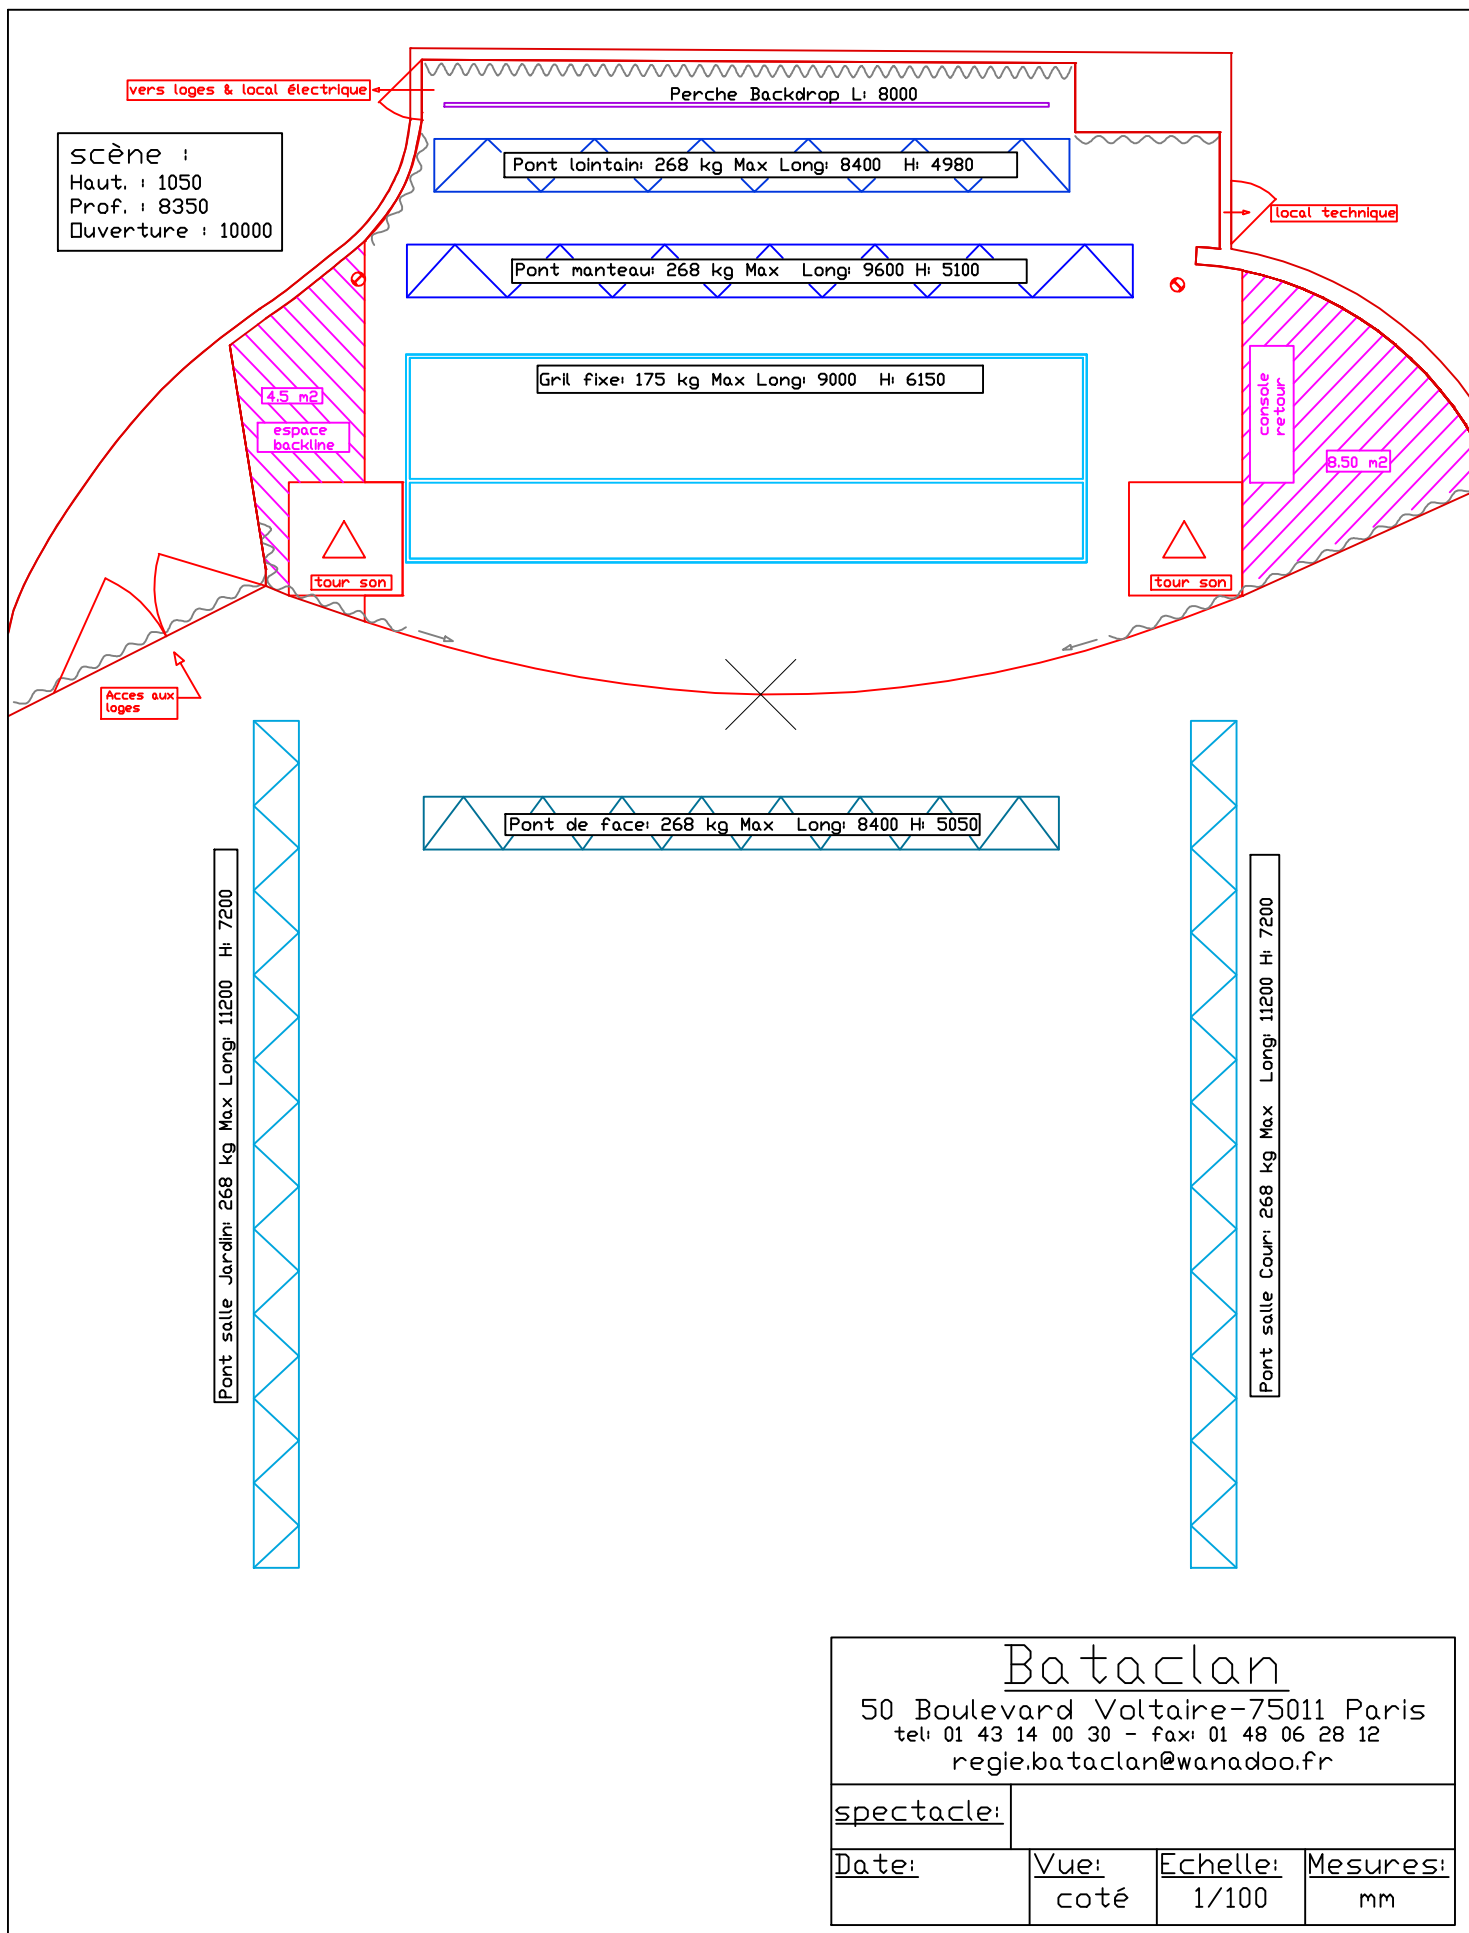 vers loges & local électrique
Perche Backdrop L: 8000
scène :
Haut. : 1050
Prof. : 8350
Ouverture : 10000
Pont lointain: 268 kg Max Long: 8400 H: 4980
local technique
Pont manteau: 268 kg Max Long: 9600 H: 5100
Gril fixe: 175 kg Max Long: 9000 H: 6150
4.5 m2
espace
backline
console
retour
8.50 m2
tour son
tour son
Acces aux
loges
Pont de face: 268 kg Max Long: 8400 H: 5050
Pont salle Jardin: 268 kg Max Long: 11200 H: 7200
Pont salle Cour: 268 kg Max Long: 11200 H: 7200
Bataclan
50 Boulevard Voltaire-75011 Paris
tel: 01 43 14 00 30 - fax: 01 48 06 28 12
regie.bataclan@wanadoo.fr
spectacle:
Date: Vue: Echelle: Mesures:
coté 1/100 mm